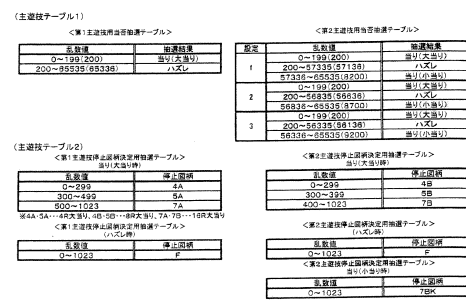 (主遊技テーブル1)
<第1主遊技用当否抽選テーブル>
乱数値 抽選結果
0～199(200) 当り(大当り)
200～65535(65336) ハズレ
<第2主遊技用当否抽選テーブル>
設定 乱数値 抽選結果
1 0～199(200) 当り(大当り)
200～57335(57136) ハズレ
57336～65535(8200) 当り(小当り)
2 0～199(200) 当り(大当り)
200～56835(56636) ハズレ
56836～65535(8700) 当り(小当り)
3 0～199(200) 当り(大当り)
200～56335(56136) ハズレ
56336～65535(9200) 当り(小当り)
(主遊技テーブル2)
<第1主遊技停止図柄決定用抽選テーブル>
当り(大当り時)
乱数値 停止図柄
0～299 4A
300～499 5A
500～1023 7A
※4A・5A・・・4R大当り、4B・5B・・・8R大当り、7A・7B・・・16R大当り
<第1主遊技停止図柄決定用抽選テーブル>
(ハズレ時)
乱数値 停止図柄
0～1023 F
<第2主遊技停止図柄決定用抽選テーブル>
当り(大当り時)
乱数値 停止図柄
0～299 4B
300～399 5B
400～1023 7B
<第2主遊技停止図柄決定用抽選テーブル>
(ハズレ時)
乱数値 停止図柄
0～1023 F
<第2主遊技停止図柄決定用抽選テーブル>
当り(小当り時)
乱数値 停止図柄
0～1023 7BK